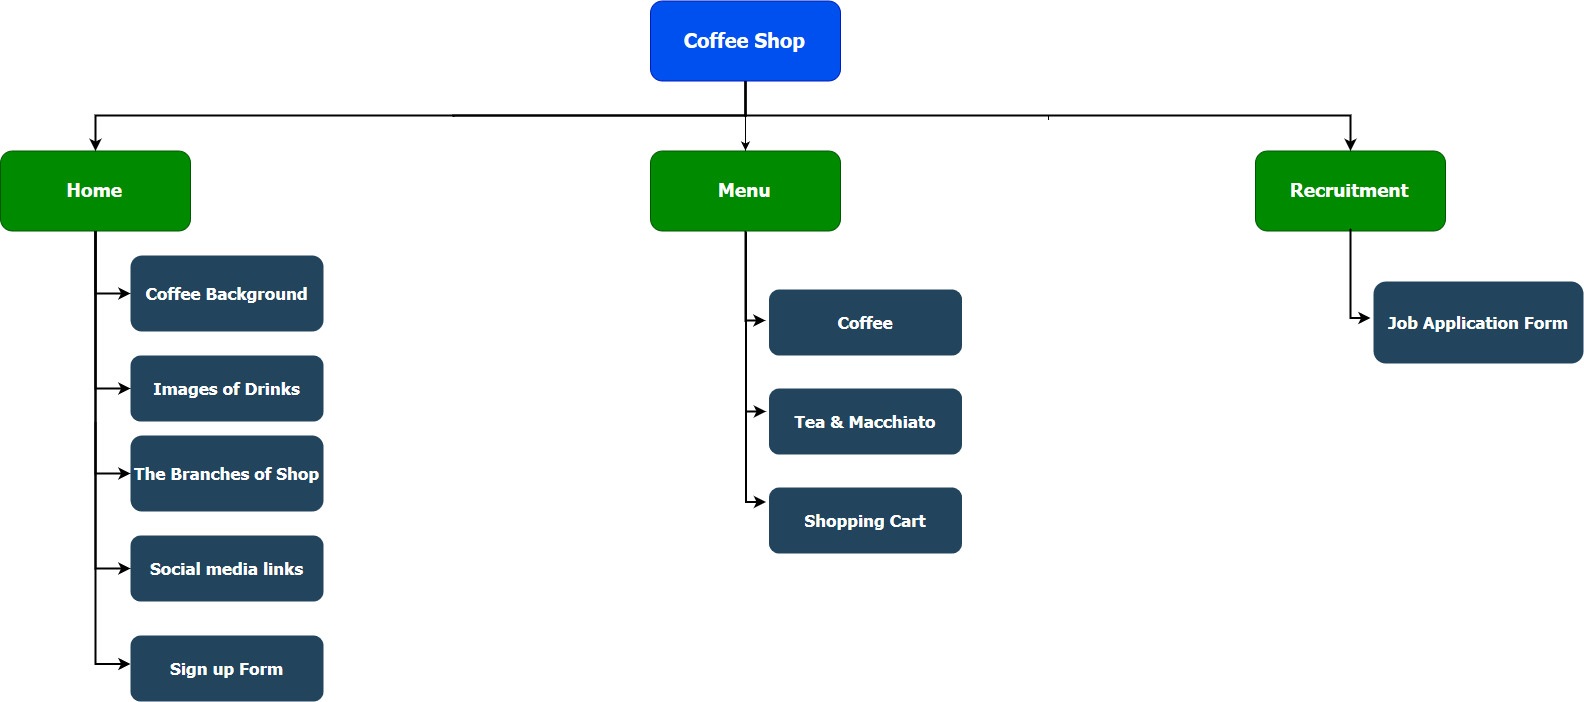 Coffee Shop
Home
Menu
Recruitment
Coffee Background
Images of Drinks
The Branches of Shop
Social media links
Sign up Form
Coffee
Tea & Macchiato
Shopping Cart
Job Application Form